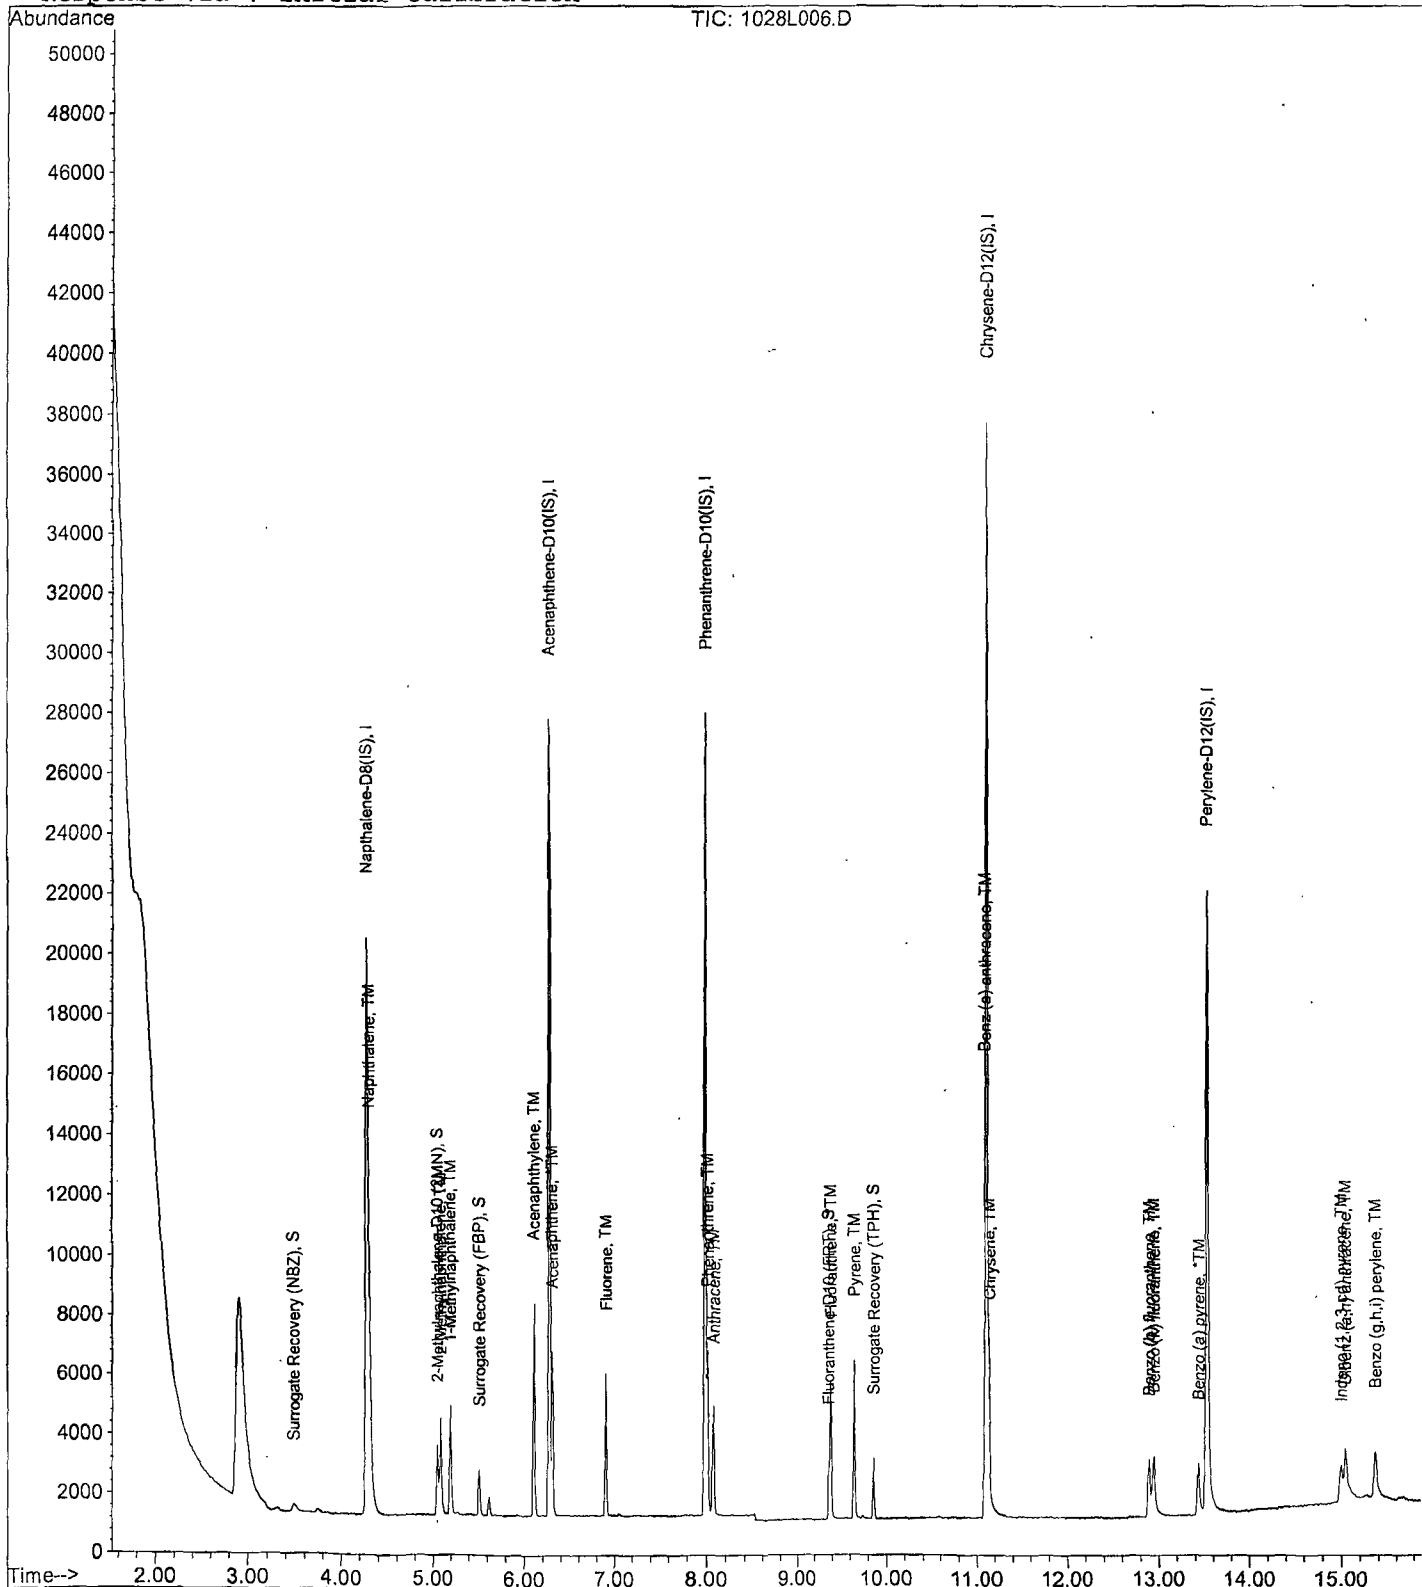 Abundance
TIC: 1028L006.D
50000
48000
46000
44000
42000
40000
38000
36000
34000
32000
30000
28000
26000
24000
22000
20000
18000
16000
14000
12000
10000
8000
6000
4000
2000
0
Time-->
2.00 3.00 4.00 5.00 6.00 7.00 8.00 9.00 10.00 11.00 12.00 13.00 14.00 15.00
Surrogate Recovery (NBZ), S
Napthalene-D8(IS), I
Naphthalene, TM
1-Methylnaphthalene, TM
Surrogate Recovery (FBP), S
Acenaphthylene, TM
Acenaphthene-D10(IS), I
Acenaphthene, *TM
Fluorene, TM
Phenanthrene-D10(IS), I
Phenanthrene, TM
Anthracene, TM
Pyrene, TM
Surrogate Recovery (TPH), S
Chrysene-D12(IS), I
Benz (a) anthracene, TM
Chrysene, TM
Benzo (a) pyrene, *TM
Perylene-D12(IS), I
Benzo (g,h,i) perylene, TM